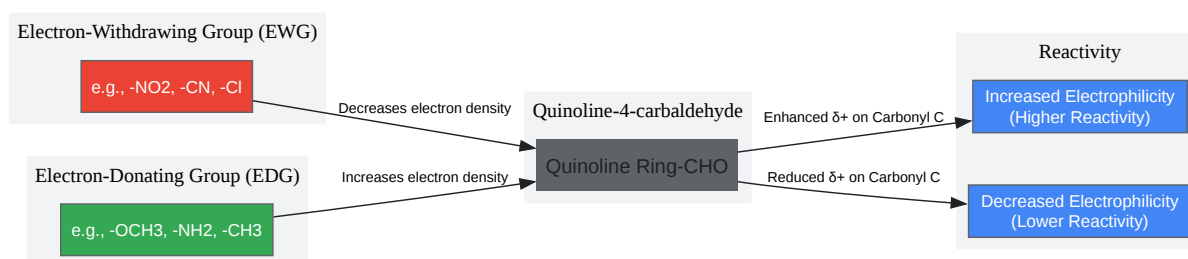 Electron-Withdrawing Group (EWG)
e.g., -NO2, -CN, -Cl
Decreases electron density
Electron-Donating Group (EDG)
e.g., -OCH3, -NH2, -CH3
Increases electron density
Quinoline-4-carbaldehyde
Quinoline Ring-CHO
Enhanced δ+ on Carbonyl C
Reduced δ+ on Carbonyl C
Reactivity
Increased Electrophilicity
(Higher Reactivity)
Decreased Electrophilicity
(Lower Reactivity)